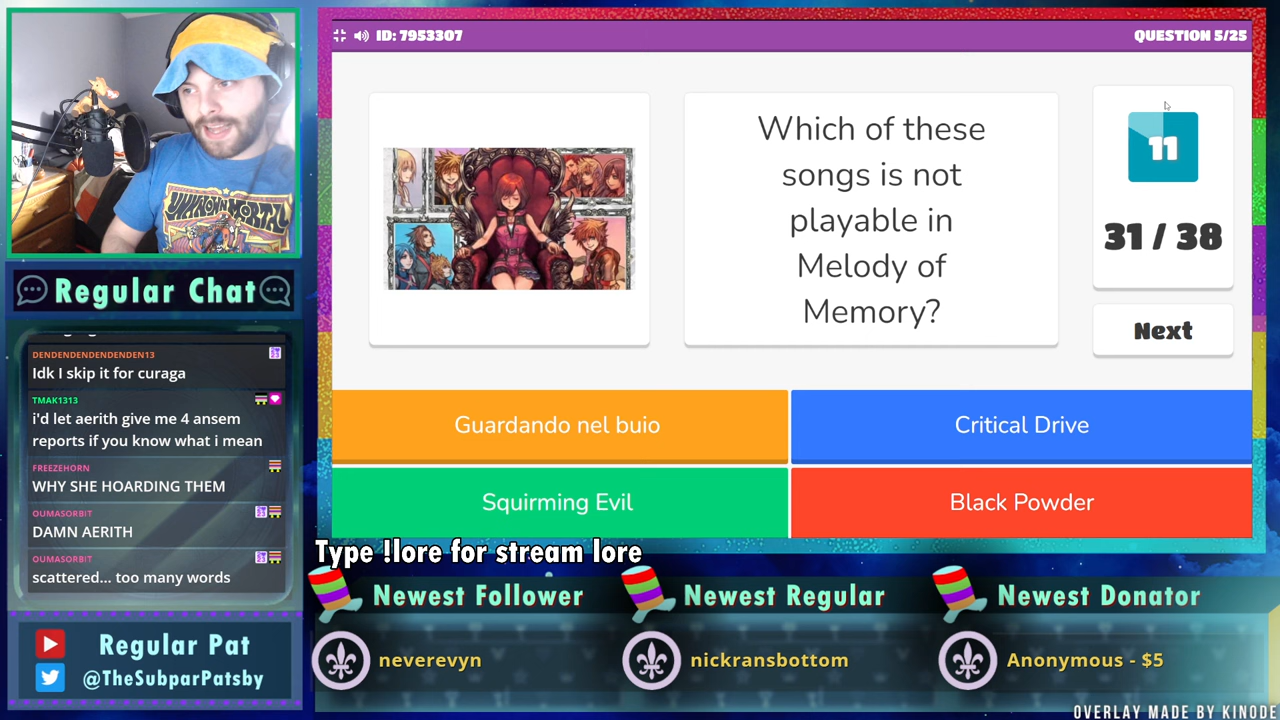 ID: 7953307
QUESTION 5/25
Which of these
songs is not
playable in
Melody of
Memory?
11
31 / 38
Next
Guardando nel buio
Critical Drive
Squirming Evil
Black Powder
Regular Chat
DENDENDENDENDENDEN13
Idk I skip it for curaga
TMAK1313
i'd let aerith give me 4 ansem
reports if you know what i mean
FREEZEHORN
WHY SHE HOARDING THEM
OUMASORBIT
DAMN AERITH
OUMASORBIT
scattered... too many words
Type !lore for stream lore
Newest Follower
Newest Regular
Newest Donator
neverevyn
nickransbottom
Anonymous - $5
Regular Pat
@TheSubparPatsby
OVERLAY MADE BY KINODE